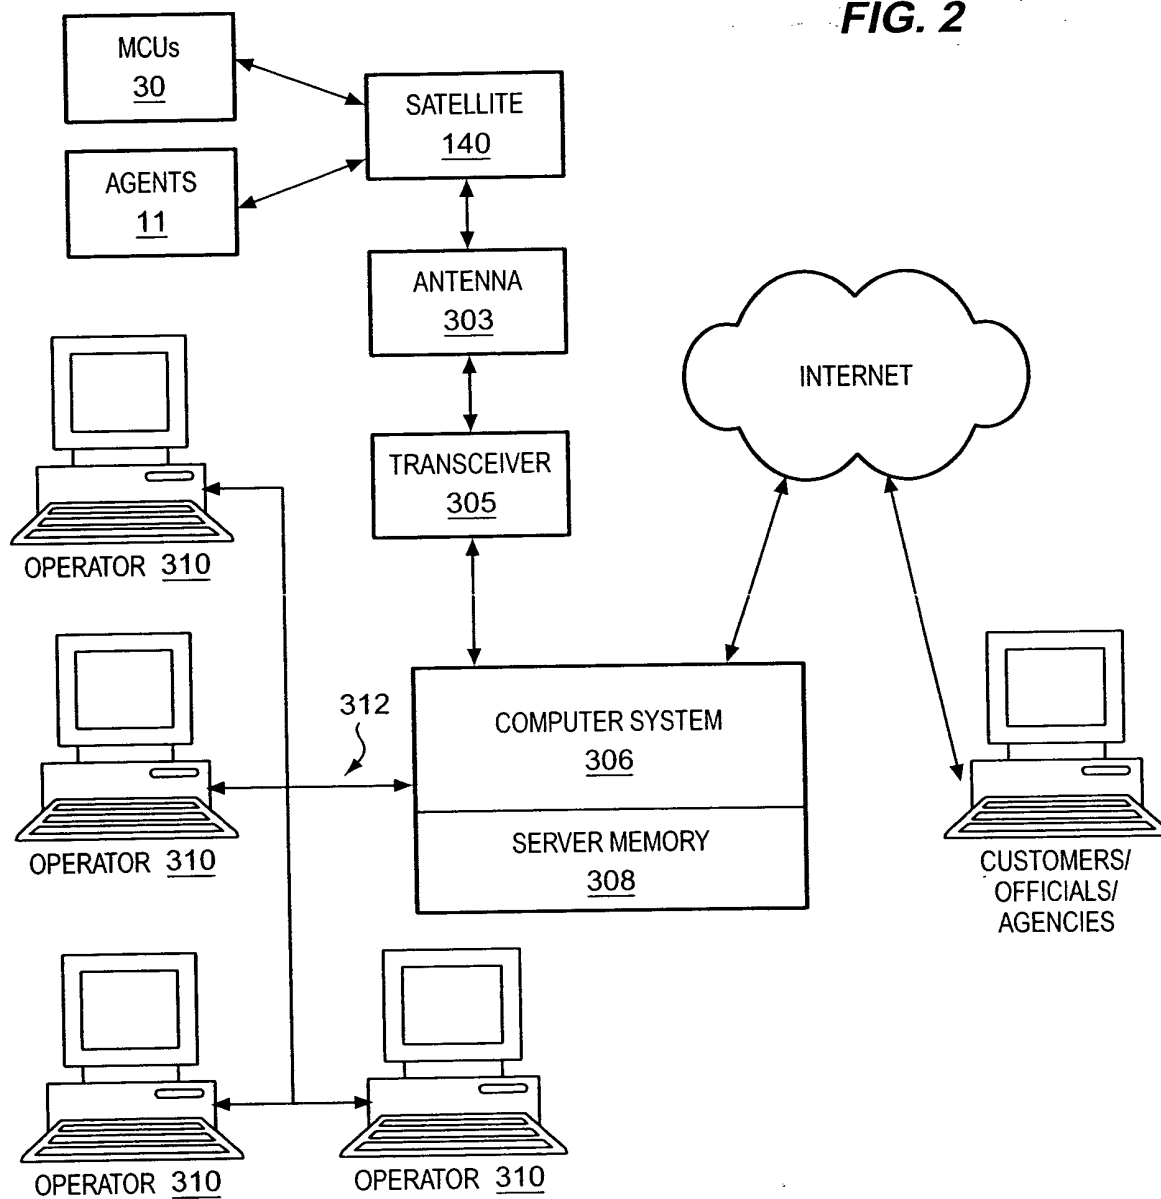 FIG. 2
MCUs
30
SATELLITE
140
AGENTS
11
ANTENNA
303
INTERNET
TRANSCEIVER
305
OPERATOR 310
312
COMPUTER SYSTEM
306
OPERATOR 310
SERVER MEMORY
308
CUSTOMERS/
OFFICIALS/
AGENCIES
OPERATOR 310
OPERATOR 310